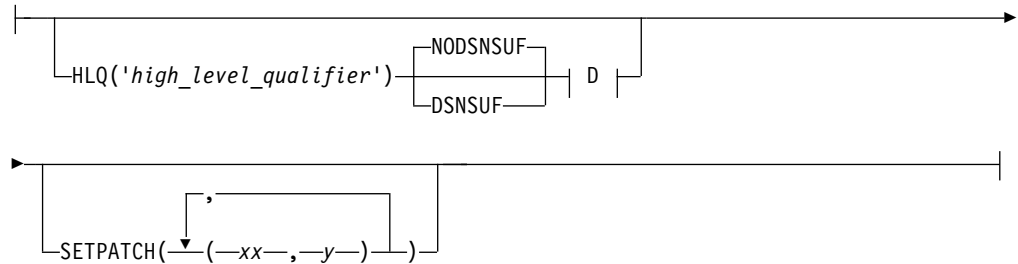 NODSNSUF
HLQ('high_level_qualifier') D
DSNSUF
,
SETPATCH( ( xx , y ) )